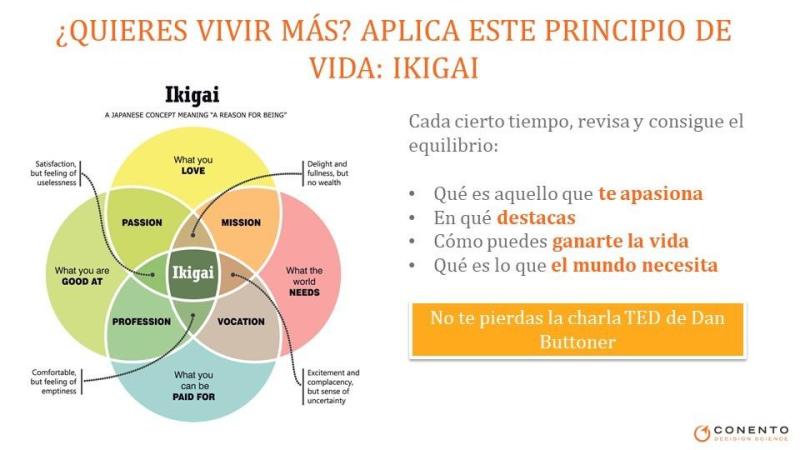 ¿QUIERES VIVIR MÁS? APLICA ESTE PRINCIPIO DE
VIDA: IKIGAI
Ikigai
A JAPANESE CONCEPT MEANING "A REASON FOR BEING"
Satisfaction,
but feeling of
uselessness
What you
LOVE
Delight and
fullness, but
no wealth
PASSION
MISSION
What you are
GOOD AT
Ikigai
What the
world
NEEDS
PROFESSION
VOCATION
Comfortable,
but feeling of
emptiness
What you
can be
PAID FOR
Excitement and
complacency,
but sense of
uncertainty
Cada cierto tiempo, revisa y consigue el
equilibrio:
• Qué es aquello que te apasiona
• En qué destacas
• Cómo puedes ganarte la vida
• Qué es lo que el mundo necesita
No te pierdas la charla TED de Dan
Buttoner
CONENTO
DECISION SCIENCE